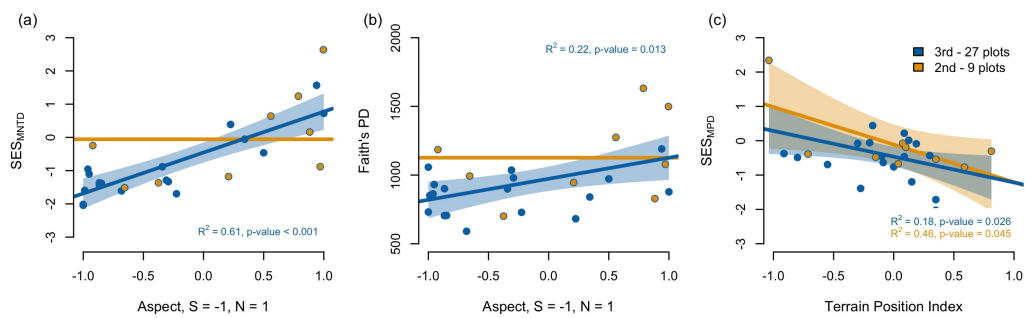 (a)
SES_MNTD
3
2
1
0
-1
-2
-3
R² = 0.61, p-value < 0.001
-1.0 -0.5 0.0 0.5 1.0
Aspect, S = -1, N = 1
(b)
Faith's PD
2000
1500
1000
500
R² = 0.22, p-value = 0.013
-1.0 -0.5 0.0 0.5 1.0
Aspect, S = -1, N = 1
(c)
SES_MPD
3
2
1
0
-1
-2
-3
3rd - 27 plots
2nd - 9 plots
R² = 0.18, p-value = 0.026
R² = 0.46, p-value = 0.045
-1.0 -0.5 0.0 0.5 1.0
Terrain Position Index